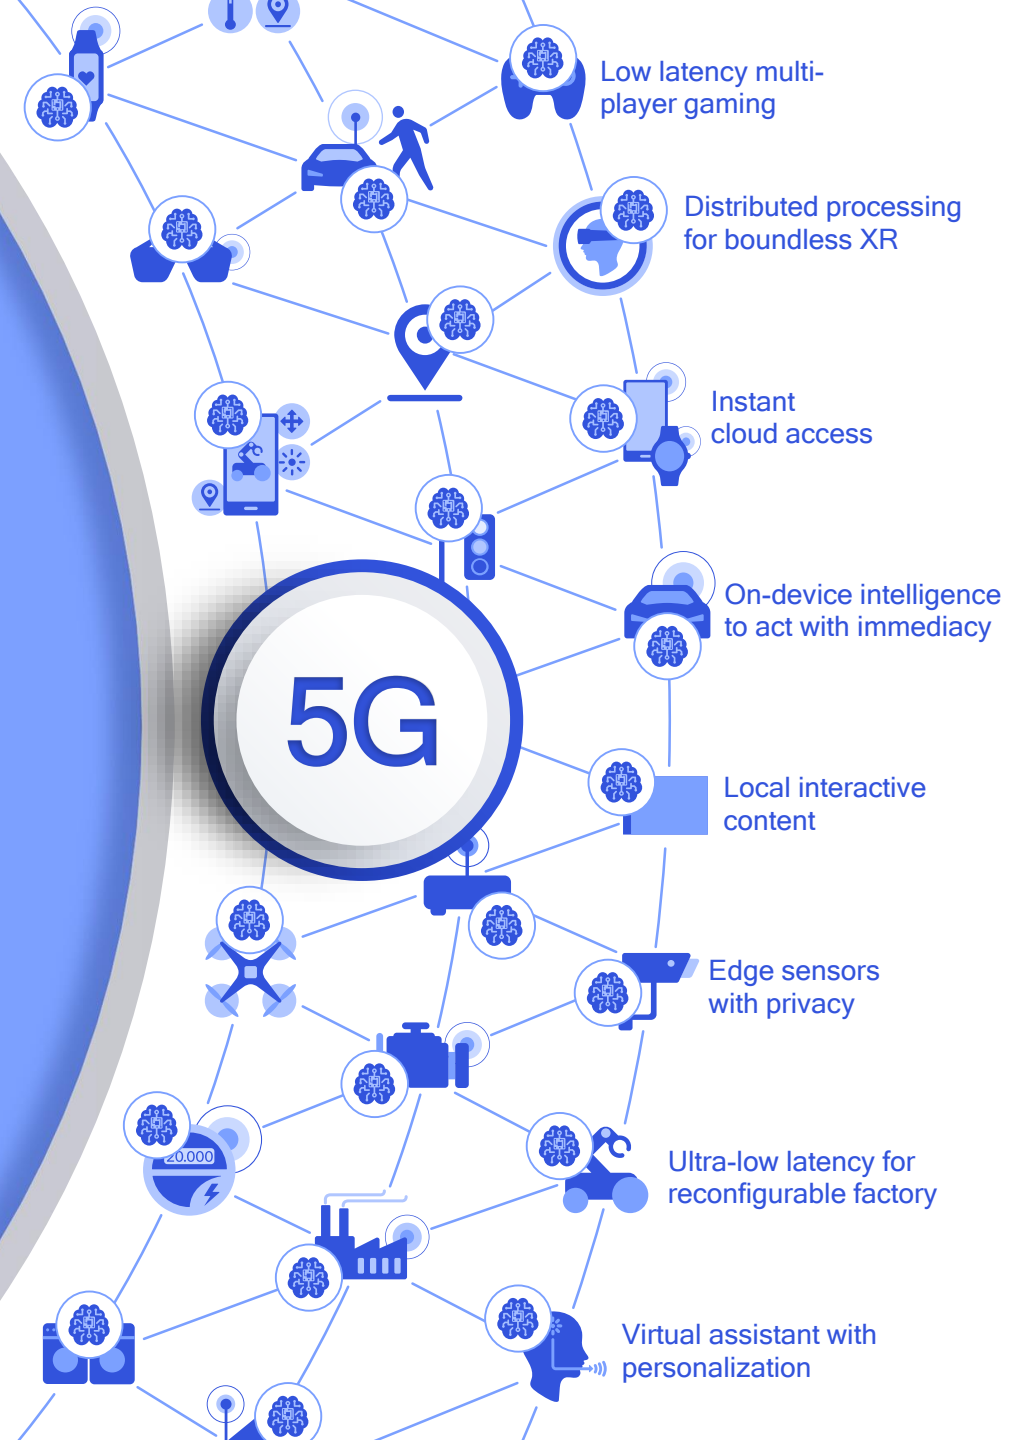 Low latency multi-
player gaming
Distributed processing
for boundless XR
Instant
cloud access
On-device intelligence
to act with immediacy
5G
Local interactive
content
Edge sensors
with privacy
20.000
Ultra-low latency for
reconfigurable factory
Virtual assistant with
personalization